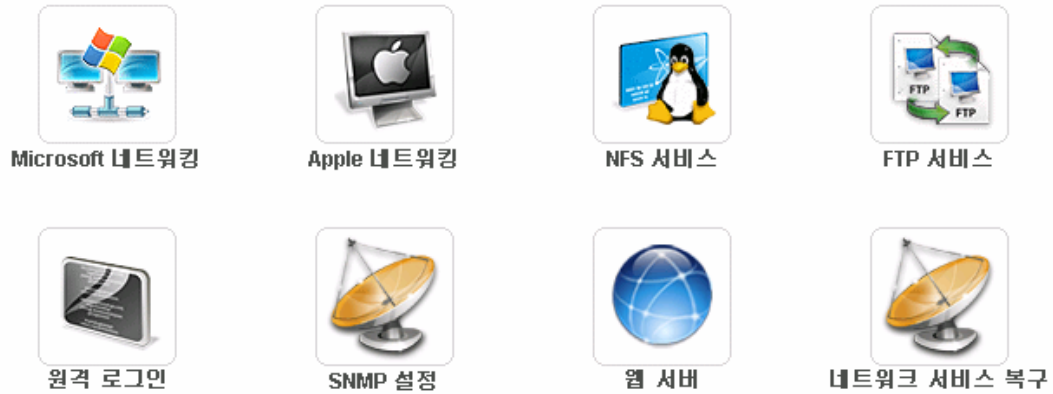 Microsoft 네트워킹
Apple 네트워킹
NFS 서비스
FTP 서비스
FTP
FTP
원격 로그인
SNMP 설정
웹 서버
네트워크 서비스 복구